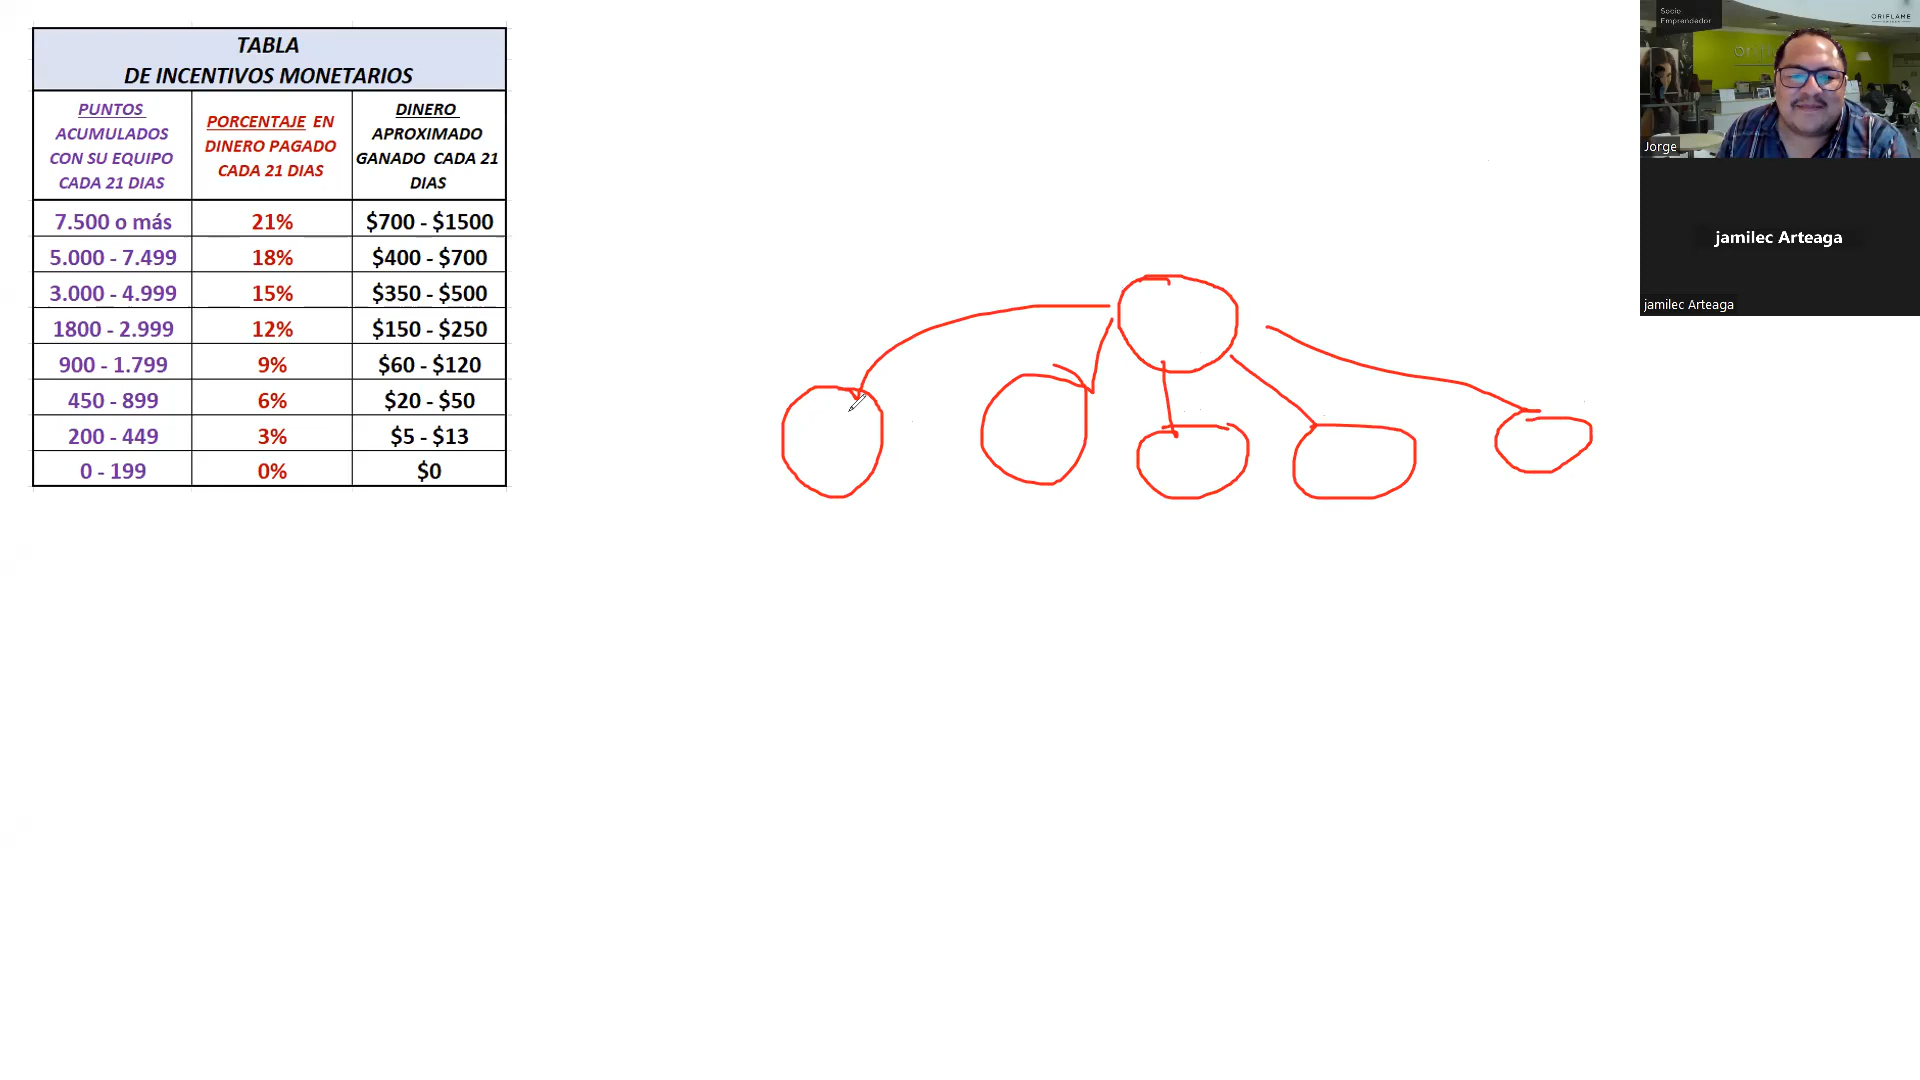 TABLA
DE INCENTIVOS MONETARIOS
PUNTOS
ACUMULADOS
CON SU EQUIPO
CADA 21 DIAS
PORCENTAJE EN
DINERO PAGADO
CADA 21 DIAS
DINERO
APROXIMADO
GANADO CADA 21
DIAS
7.500 o más 21% $700 - $1500
5.000 - 7.499 18% $400 - $700
3.000 - 4.999 15% $350 - $500
1800 - 2.999 12% $150 - $250
900 - 1.799 9% $60 - $120
450 - 899 6% $20 - $50
200 - 449 3% $5 - $13
0 - 199 0% $0
Socio
Emprendedor
ORIFLAME
Jorge
jamilec Arteaga
jamilec Arteaga